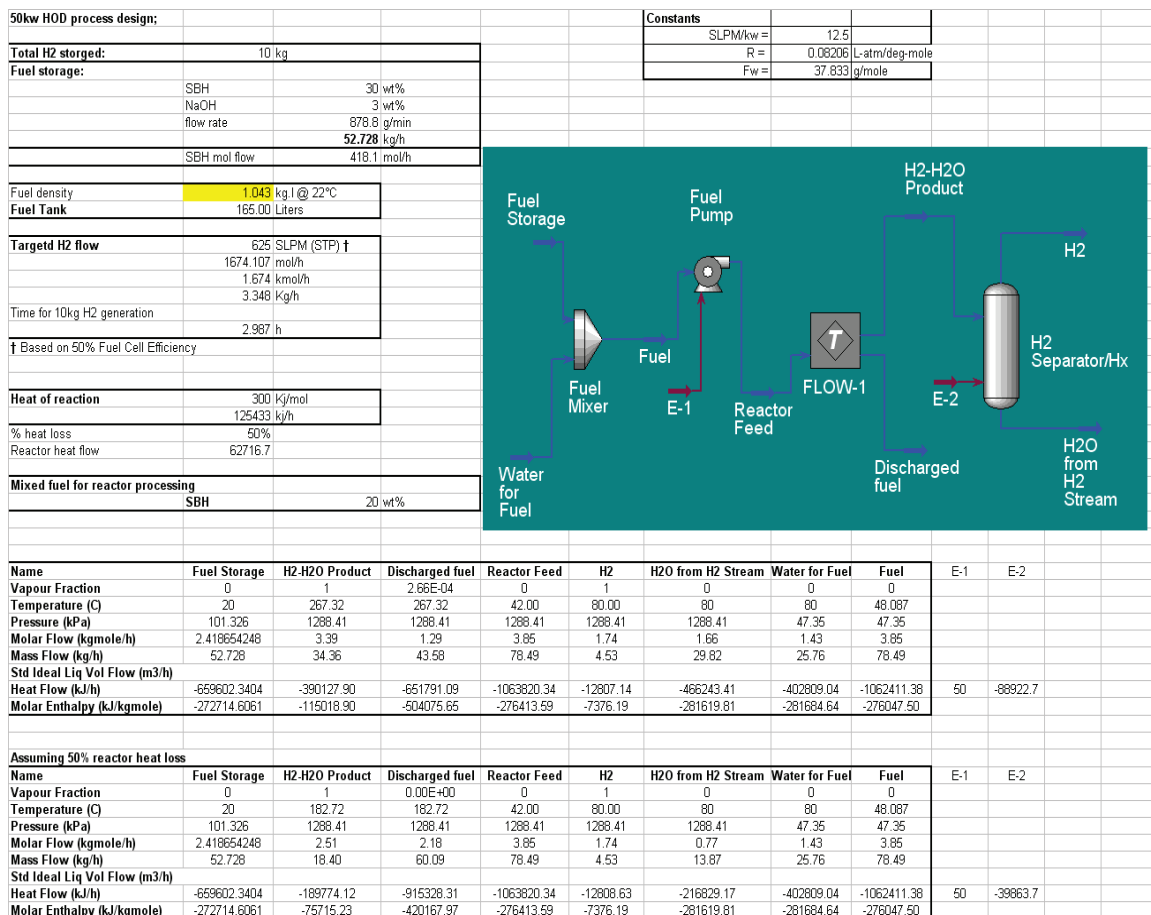 50kw HOD process design;
Constants
SLPM/kw = 12.5
Total H2 storged: 10 kg
R = 0.08206 L-atm/deg-mole
Fuel storage:
Fw = 37.833 g/mole
SBH 30 wt%
NaOH 3 wt%
flow rate 878.8 g/min
52.728 kg/h
SBH mol flow 418.1 mol/h
Fuel density 1.043 kg.l @ 22°C
Fuel Tank 165.00 Liters
Targetd H2 flow 625 SLPM (STP) †
1674.107 mol/h
1.674 kmol/h
3.348 Kg/h
Time for 10kg H2 generation
2.987 h
† Based on 50% Fuel Cell Efficiency
Heat of reaction 300 Kj/mol
125433 kj/h
% heat loss 50%
Reactor heat flow 62716.7
Mixed fuel for reactor processing
SBH 20 wt%
Fuel
Storage
Fuel
Pump
H2-H2O
Product
H2
Fuel
Mixer
Fuel
E-1
Reactor
Feed
T
FLOW-1
E-2
H2
Separator/Hx
Water
for
Fuel
Discharged
fuel
H2O
from
H2
Stream
Name Fuel Storage H2-H2O Product Discharged fuel Reactor Feed H2 H2O from H2 Stream Water for Fuel Fuel E-1 E-2
Vapour Fraction 0 1 2.66E-04 0 1 0 0 0
Temperature (C) 20 267.32 267.32 42.00 80.00 80 80 48.087
Pressure (kPa) 101.326 1288.41 1288.41 1288.41 1288.41 1288.41 47.35 47.35
Molar Flow (kgmole/h) 2.418654248 3.39 1.29 3.85 1.74 1.66 1.43 3.85
Mass Flow (kg/h) 52.728 34.36 43.58 78.49 4.53 29.82 25.76 78.49
Std Ideal Liq Vol Flow (m3/h)
Heat Flow (kJ/h) -659602.3404 -390127.90 -651791.09 -1063820.34 -12807.14 -466243.41 -402809.04 -1062411.38 50 -88922.7
Molar Enthalpy (kJ/kgmole) -272714.6061 -115018.90 -504075.65 -276413.59 -7376.19 -281619.81 -281684.64 -276047.50
Assuming 50% reactor heat loss
Name Fuel Storage H2-H2O Product Discharged fuel Reactor Feed H2 H2O from H2 Stream Water for Fuel Fuel E-1 E-2
Vapour Fraction 0 1 0.00E+00 0 1 0 0 0
Temperature (C) 20 182.72 182.72 42.00 80.00 80 80 48.087
Pressure (kPa) 101.326 1288.41 1288.41 1288.41 1288.41 1288.41 47.35 47.35
Molar Flow (kgmole/h) 2.418654248 2.51 2.18 3.85 1.74 0.77 1.43 3.85
Mass Flow (kg/h) 52.728 18.40 60.09 78.49 4.53 13.87 25.76 78.49
Std Ideal Liq Vol Flow (m3/h)
Heat Flow (kJ/h) -659602.3404 -189774.12 -915328.31 -1063820.34 -12808.63 -216829.17 -402809.04 -1062411.38 50 -39863.7
Molar Enthalpy (kJ/kgmole) -272714.6061 -75715.23 -420167.97 -276413.59 -7376.19 -281619.81 -281684.64 -276047.50